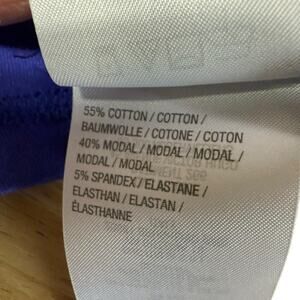 55% COTTON / COTTON /
BAUMWOLLE / COTONE / COTON
40% MODAL / MODAL / MODAL /
MODAL / MODAL
5% SPANDEX / ELASTANE /
ELASTHAN / ELASTAN /
ÉLASTHANNE